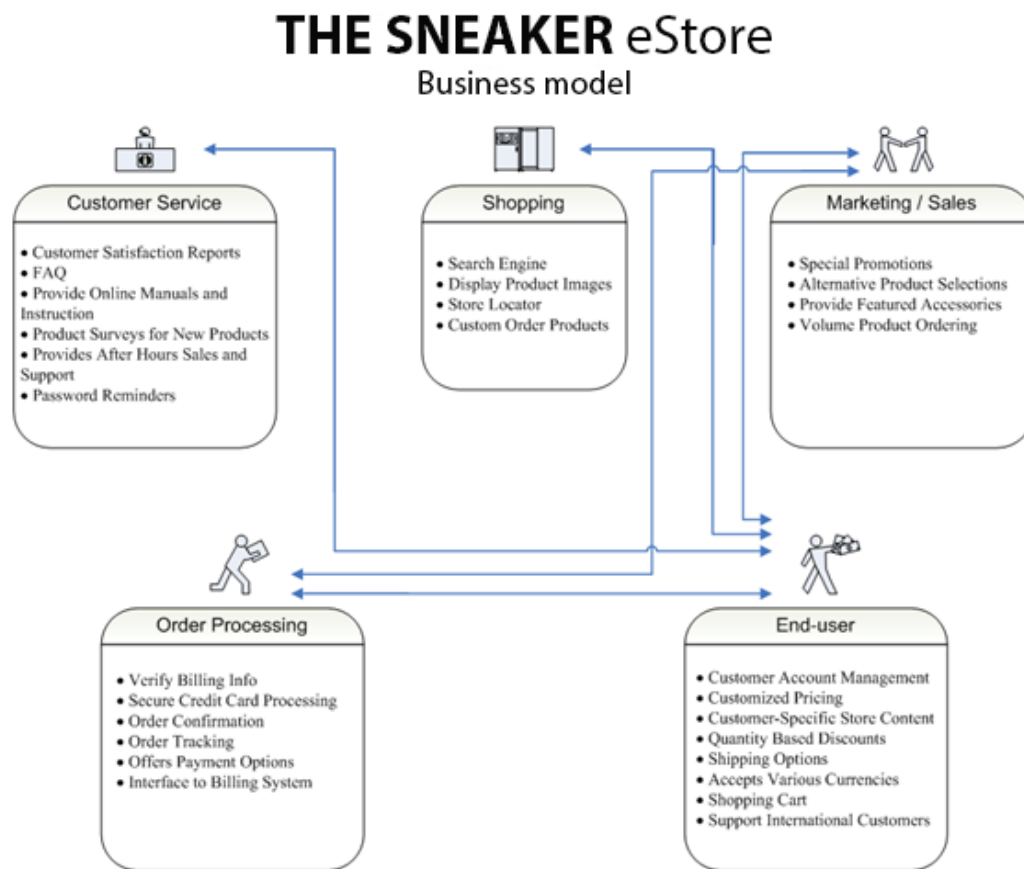 THE SNEAKER eStore
Business model
Customer Service
• Customer Satisfaction Reports
• FAQ
• Provide Online Manuals and
Instruction
• Product Surveys for New Products
• Provides After Hours Sales and
Support
• Password Reminders
Shopping
• Search Engine
• Display Product Images
• Store Locator
• Custom Order Products
Marketing / Sales
• Special Promotions
• Alternative Product Selections
• Provide Featured Accessories
• Volume Product Ordering
Order Processing
• Verify Billing Info
• Secure Credit Card Processing
• Order Confirmation
• Order Tracking
• Offers Payment Options
• Interface to Billing System
End-user
• Customer Account Management
• Customized Pricing
• Customer-Specific Store Content
• Quantity Based Discounts
• Shipping Options
• Accepts Various Currencies
• Shopping Cart
• Support International Customers